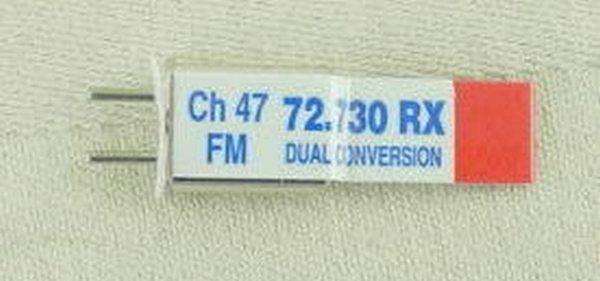 Ch 47 72.730 RX
FM DUAL CONVERSION